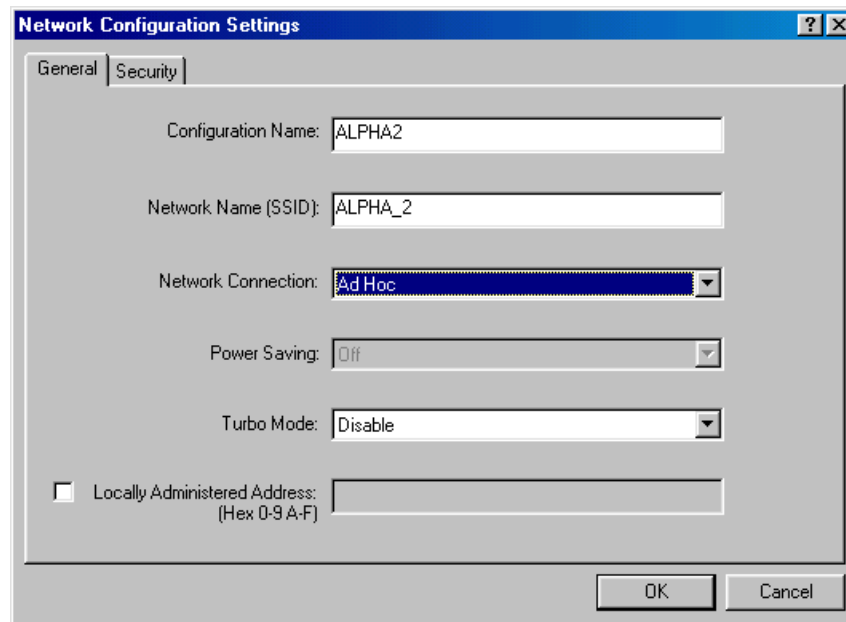 Network Configuration Settings
General Security
Configuration Name: ALPHA2
Network Name (SSID): ALPHA_2
Network Connection: Ad Hoc
Power Saving: Off
Turbo Mode: Disable
Locally Administered Address:
(Hex 0-9 A-F)
OK Cancel